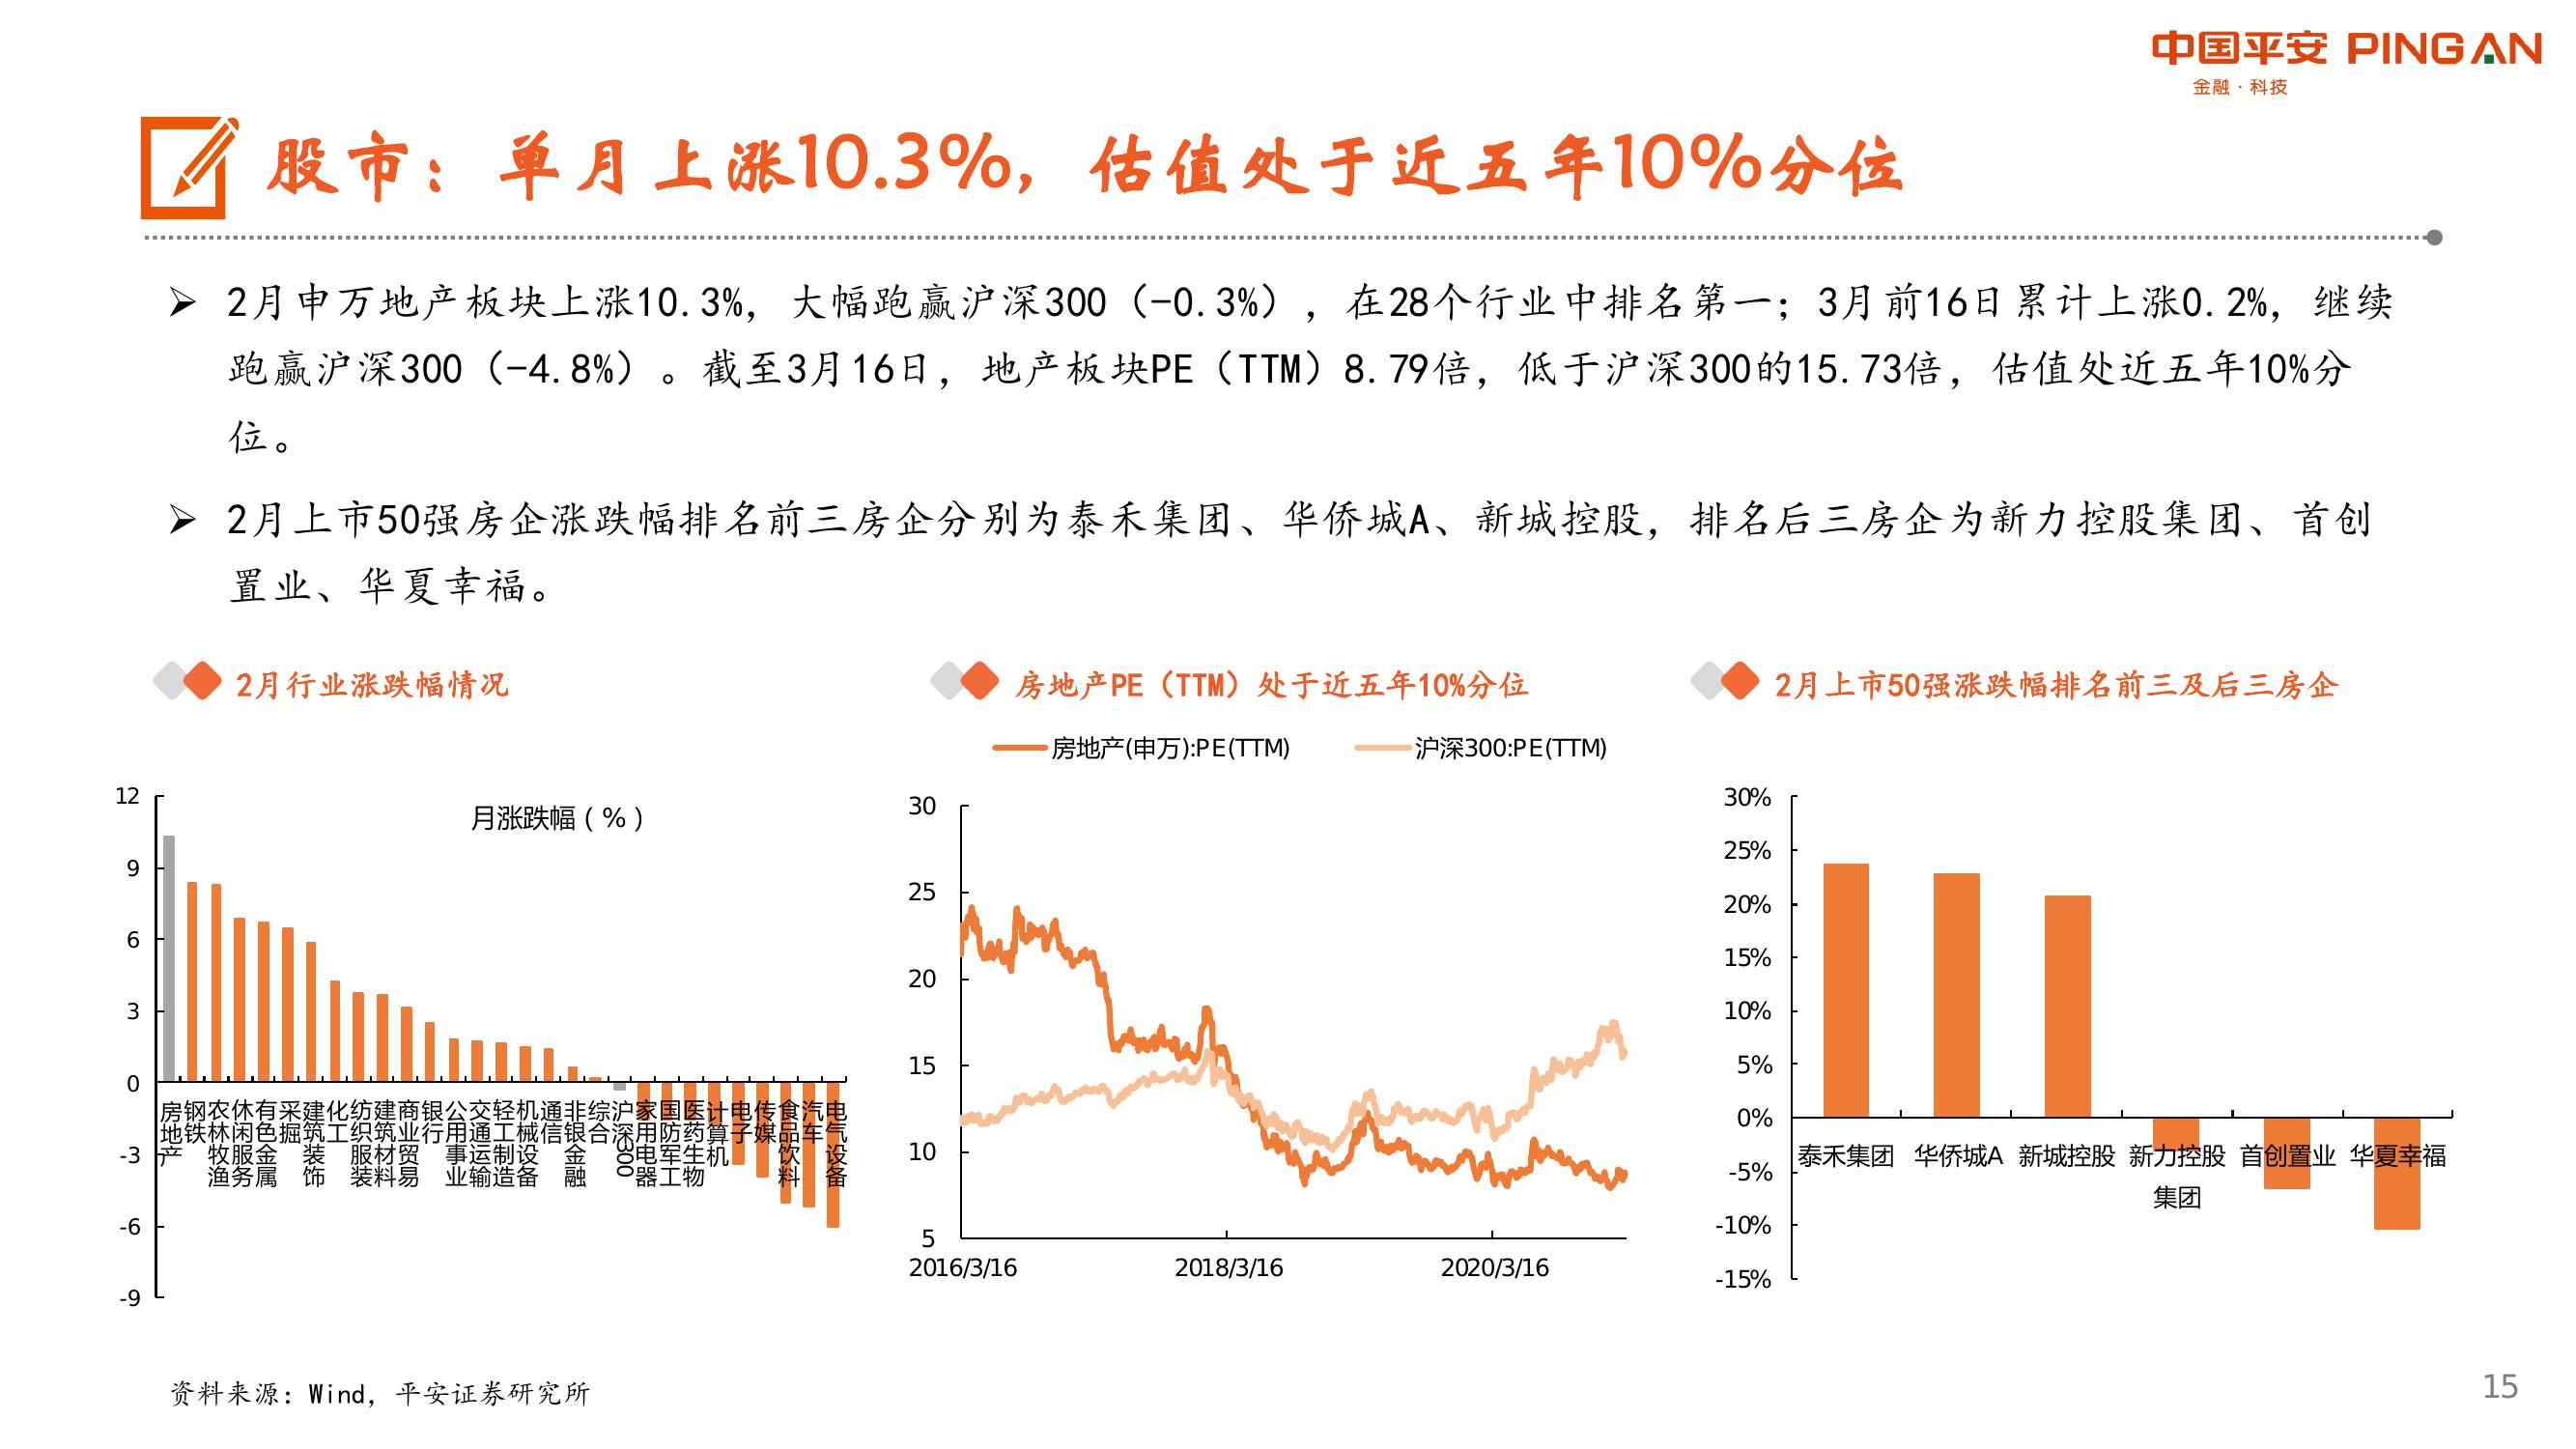 中国平安 PINGAN
金融·科技
股市：单月上涨10.3%，估值处于近五年10%分位
2月申万地产板块上涨10.3%，大幅跑赢沪深300（-0.3%），在28个行业中排名第一；3月前16日累计上涨0.2%，继续
跑赢沪深300（-4.8%）。截至3月16日，地产板块PE（TTM）8.79倍，低于沪深300的15.73倍，估值处近五年10%分
位。
2月上市50强房企涨跌幅排名前三房企分别为泰禾集团、华侨城A、新城控股，排名后三房企为新力控股集团、首创
置业、华夏幸福。
2月行业涨跌幅情况
月涨跌幅（%）
12
9
6
3
0
-3
-6
-9
房地产
钢铁
农林牧渔
休闲服务
有色金属
采掘
建筑装饰
化工
纺织服装
建筑材料
商业贸易
银行
公用事业
交通运输
轻工制造
机械设备
通信
非银金融
综合
沪深300
家用电器
国防军工
医药生物
计算机
电子
传媒
食品饮料
汽车
电气设备
房地产PE（TTM）处于近五年10%分位
房地产(申万):PE(TTM)
沪深300:PE(TTM)
30
25
20
15
10
5
2016/3/16
2018/3/16
2020/3/16
2月上市50强涨跌幅排名前三及后三房企
30%
25%
20%
15%
10%
5%
0%
-5%
-10%
-15%
泰禾集团
华侨城A
新城控股
新力控股
集团
首创置业
华夏幸福
资料来源：Wind，平安证券研究所
15